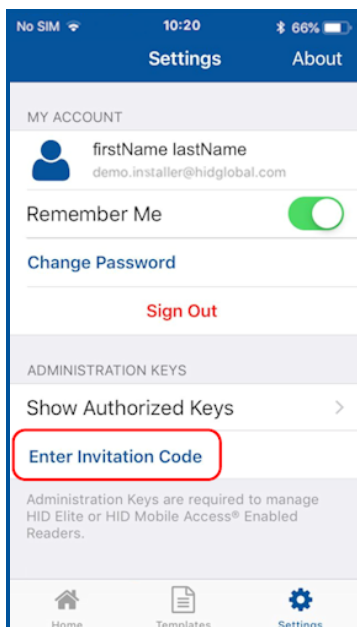 No SIM 10:20 66%
Settings About
MY ACCOUNT
firstName lastName
demo.installer@hidglobal.com
Remember Me
Change Password
Sign Out
ADMINISTRATION KEYS
Show Authorized Keys
Enter Invitation Code
Administration Keys are required to manage
HID Elite or HID Mobile Access® Enabled
Readers.
Home Templates Settings